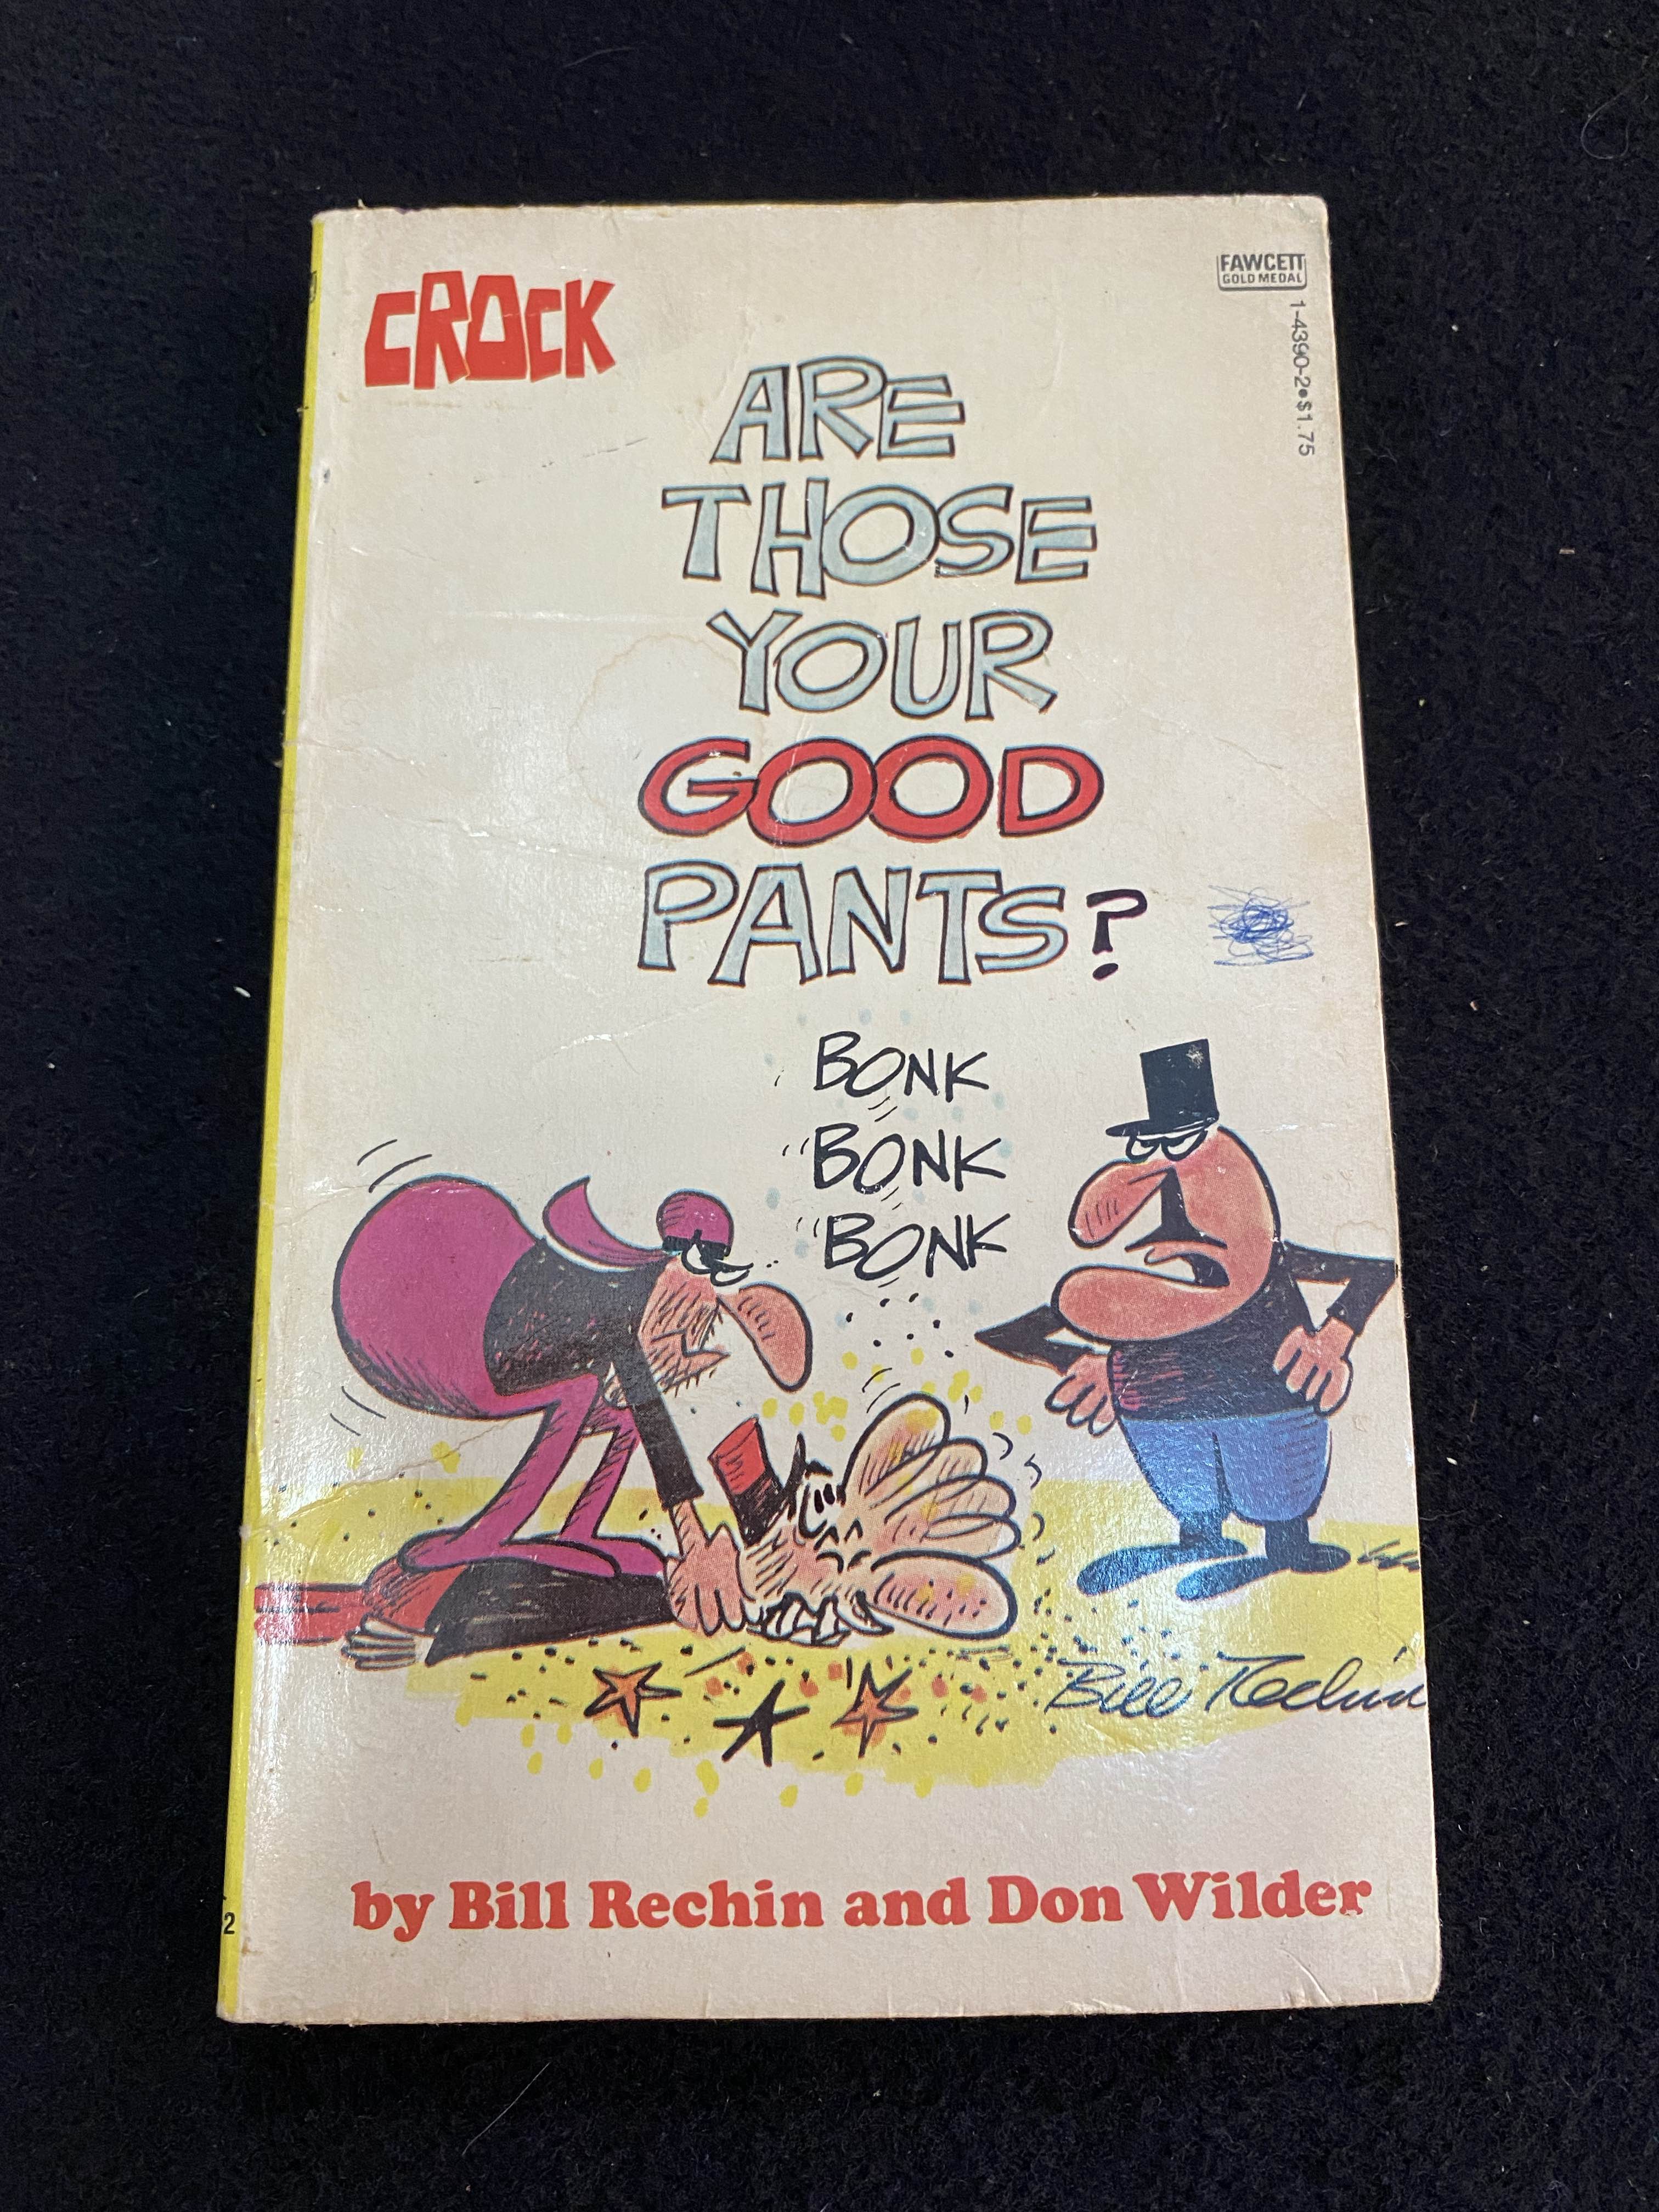 CROCK
FAWCETT
GOLD MEDAL
1-4390-2•$1.75
ARE
THOSE
YOUR
GOOD
PANTS?
BONK
BONK
BONK
Bill Rechin
by Bill Rechin and Don Wilder
2